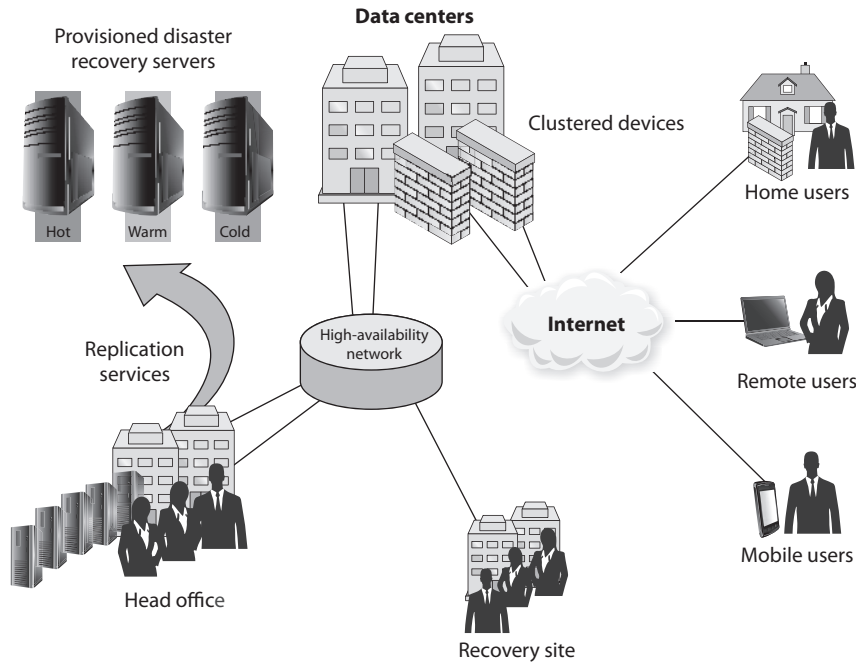 Data centers
Provisioned disaster
recovery servers
Clustered devices
Home users
Hot
Warm
Cold
Internet
High-availability
network
Replication
services
Remote users
Mobile users
Head office
Recovery site